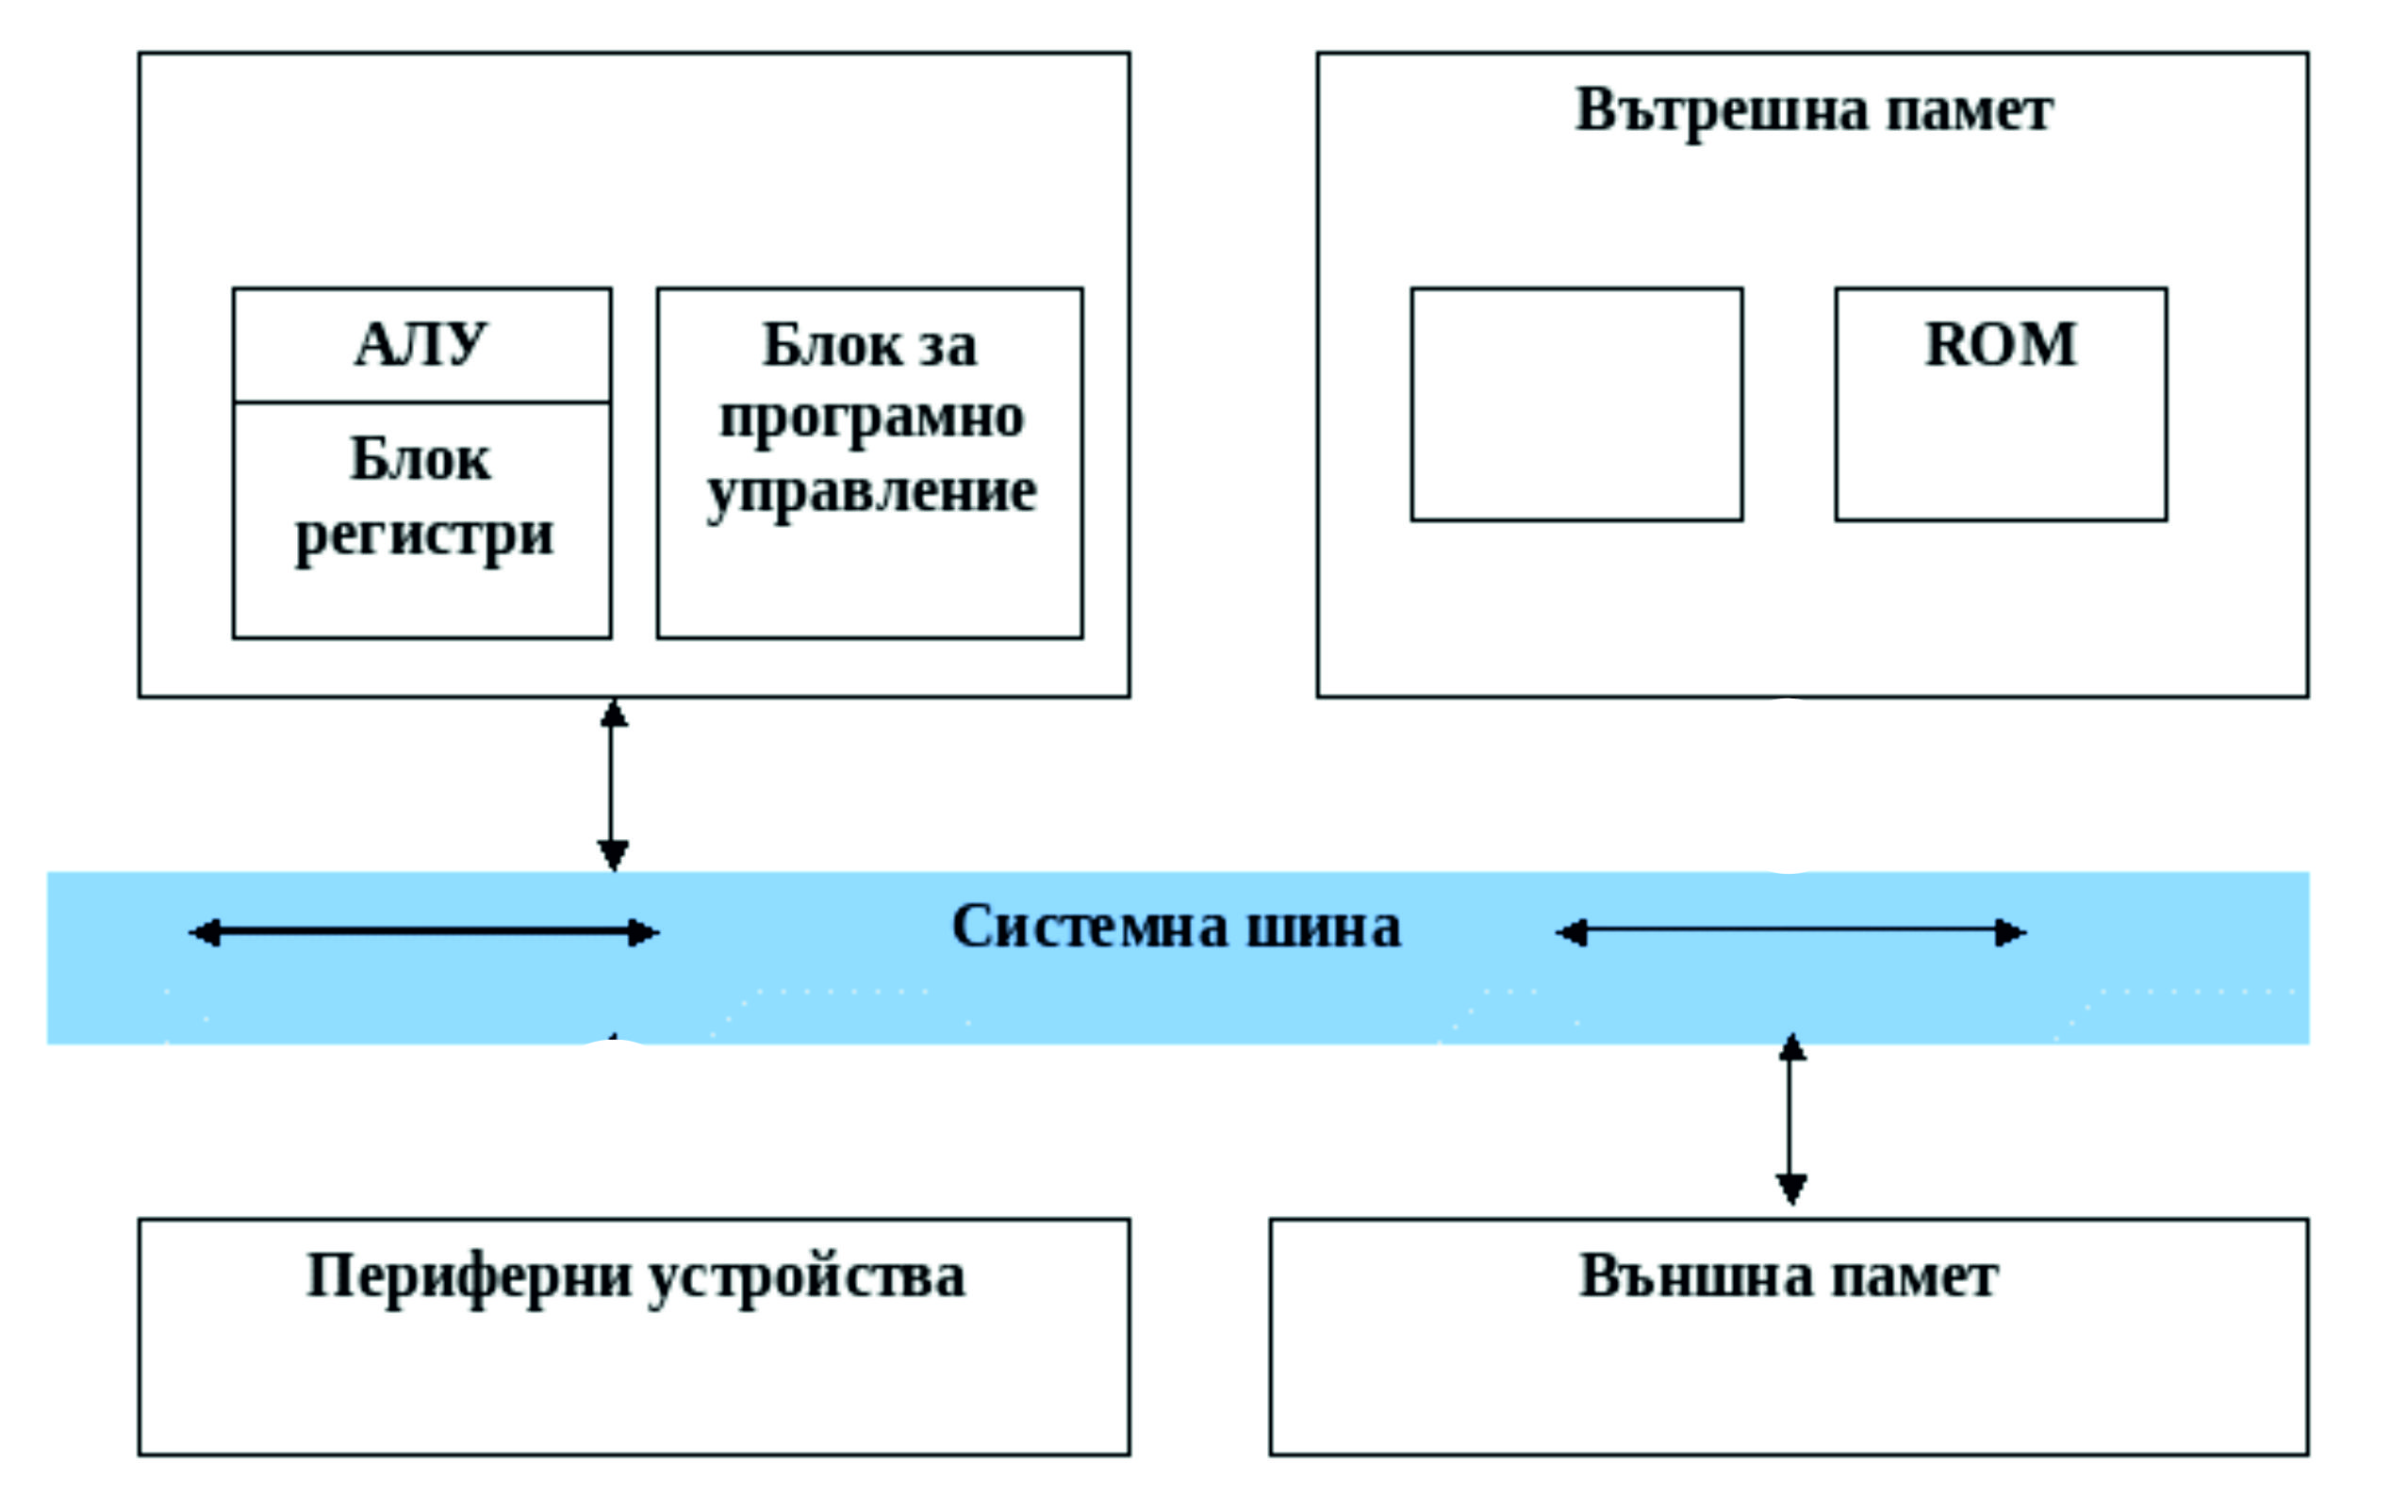 Вътрешна памет
АЛУ
Блок
регистри
Блок за
програмно
управление
ROM
Системна шина
Периферни устройства
Външна памет